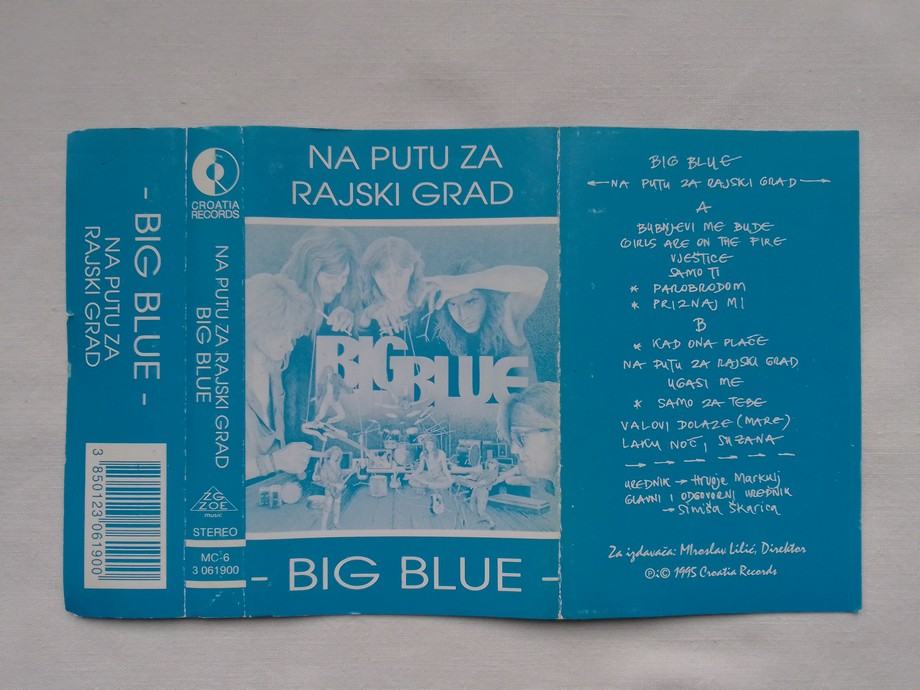 - BIG BLUE -
NA PUTU ZA
RAJSKI GRAD
3 850123 061900
CROATIA
RECORDS
NA PUTU ZA RAJSKI GRAD
BIG BLUE
ZG
ZOE
music
STEREO
MC-6
3 061900
NA PUTU ZA
RAJSKI GRAD
BIG BLUE
- BIG BLUE -
BIG BLUE
NA PUTU ZA RAJSKI GRAD
A
BUBNJEVI ME BUDE
GIRLS ARE ON THE FIRE
VJEŠTICE
SAMO TI
* PAROBRODOM
* PRIZNAJ MI
B
* KAD ONA PLAČE
NA PUTU ZA RAJSKI GRAD
UGASI ME
* SAMO ZA TEBE
VALOVI DOLAZE (MARE)
LAKU NOĆ, SUZANA
UREDNIK → Hrvoje Markulj
GLAVNI I ODGOVORNI UREDNIK
→ Siniša Škarica
Za izdavača: Miroslav Lilić, Direktor
℗ © 1995 Croatia Records